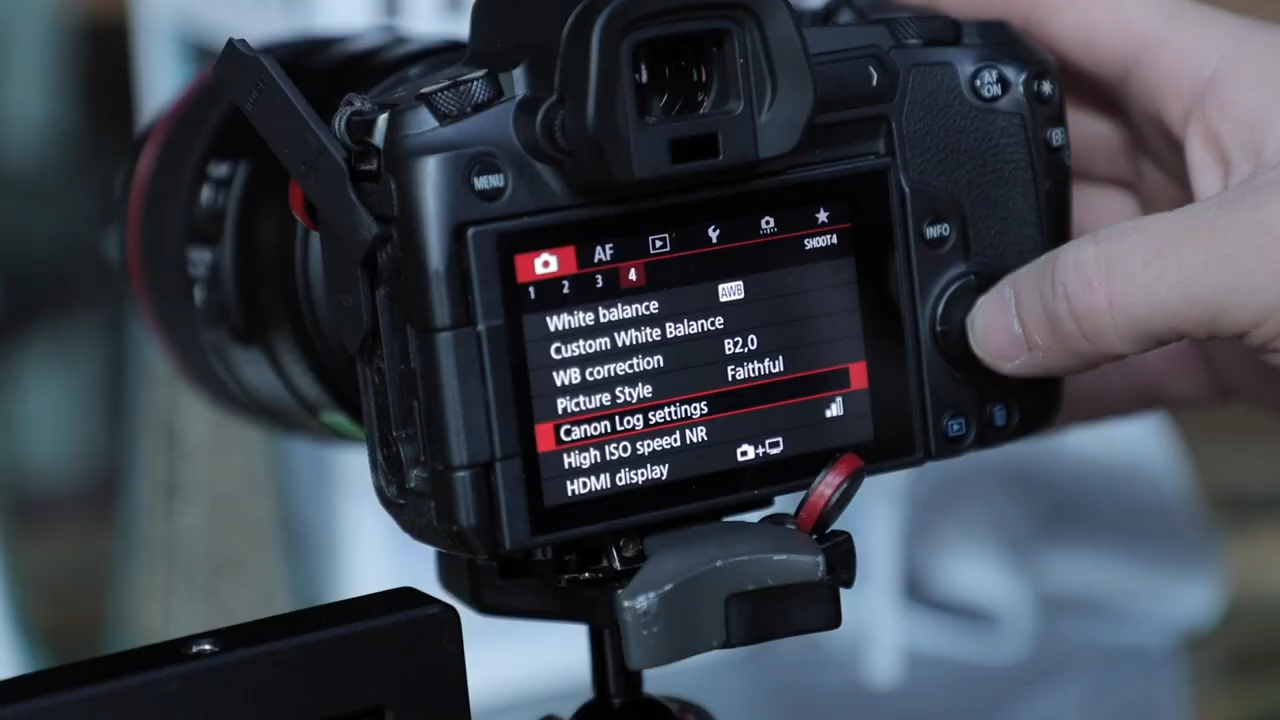 MENU
AF
ON
INFO
AF
SHOOT4
1 2 3 4
White balance AWB
Custom White Balance
WB correction B2,0
Picture Style Faithful
Canon Log settings
High ISO speed NR
HDMI display